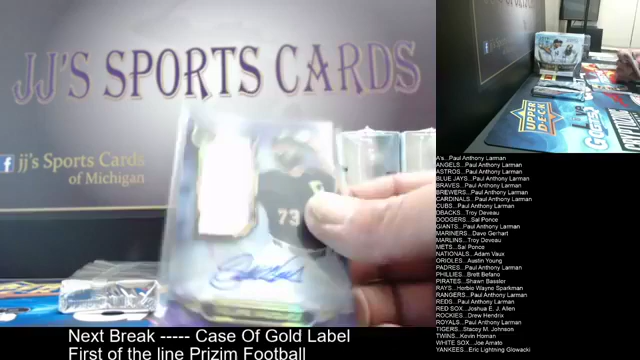 JJ'S SPORTS CARDS
f jj's Sports Cards
of Michigan
73
UPPER
DECK
A's...Paul Anthony Larman
ANGELS...Paul Anthony Larman
ASTROS...Paul Anthony Larman
BLUE JAYS...Paul Anthony Larman
BRAVES...Paul Anthony Larman
BREWERS...Paul Anthony Larman
CARDINALS...Paul Anthony Larman
CUBS...Paul Anthony Larman
DBACKS...Troy Deveau
DODGERS...Sal Ponce
GIANTS...Paul Anthony Larman
MARINERS...Dave Gerhart
MARLINS...Troy Deveau
METS...Sal Ponce
NATIONALS...Adam Vaux
ORIOLES...Austin Young
PADRES...Paul Anthony Larman
PHILLIES...Brett Befano
PIRATES...Shawn Bassler
RAYS...Herbie Wayne Sparkman
RANGERS...Paul Anthony Larman
REDS...Paul Anthony Larman
RED SOX...Joshua E. J Allen
ROCKIES...Drew Hendrix
ROYALS...Paul Anthony Larman
TIGERS...Stacey M. Johnson
TWINS...Kevin Homan
WHITE SOX...Joe Amato
YANKEES...Eric Lightning Glowacki
Next Break ----- Case Of Gold Label
First of the line Prizim Football